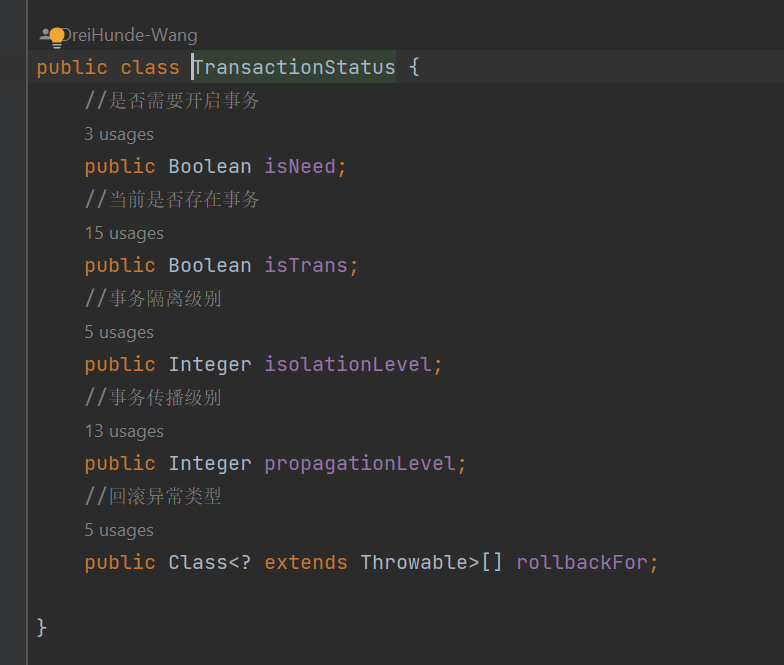 DreiHunde-Wang
public class TransactionStatus {
//是否需要开启事务
3 usages
public Boolean isNeed;
//当前是否存在事务
15 usages
public Boolean isTrans;
//事务隔离级别
5 usages
public Integer isolationLevel;
//事务传播级别
13 usages
public Integer propagationLevel;
//回滚异常类型
5 usages
public Class<? extends Throwable>[] rollbackFor;
}